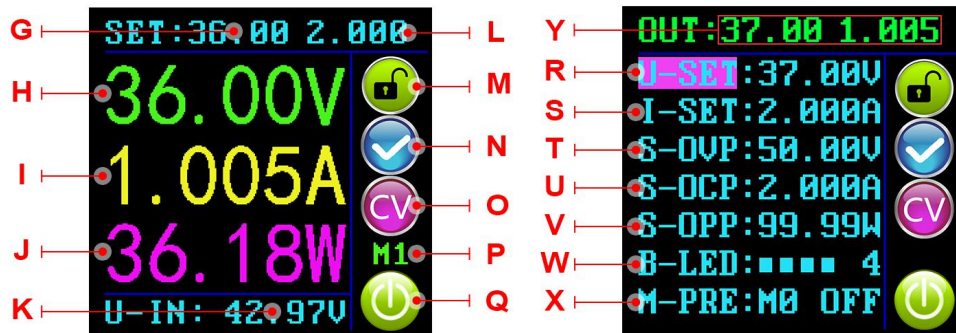 G SET:36.00 2.000 L
H 36.00V M
I 1.005A N
CV O
J 36.18W M1 P
K U-IN: 42.97V Q
Y OUT:37.00 1.005
R U-SET:37.00V
S I-SET:2.000A
T S-OVP:50.00V
U S-OCP:2.000A
CV
V S-OPP:99.99W
W B-LED: 4
X M-PRE:M0 OFF